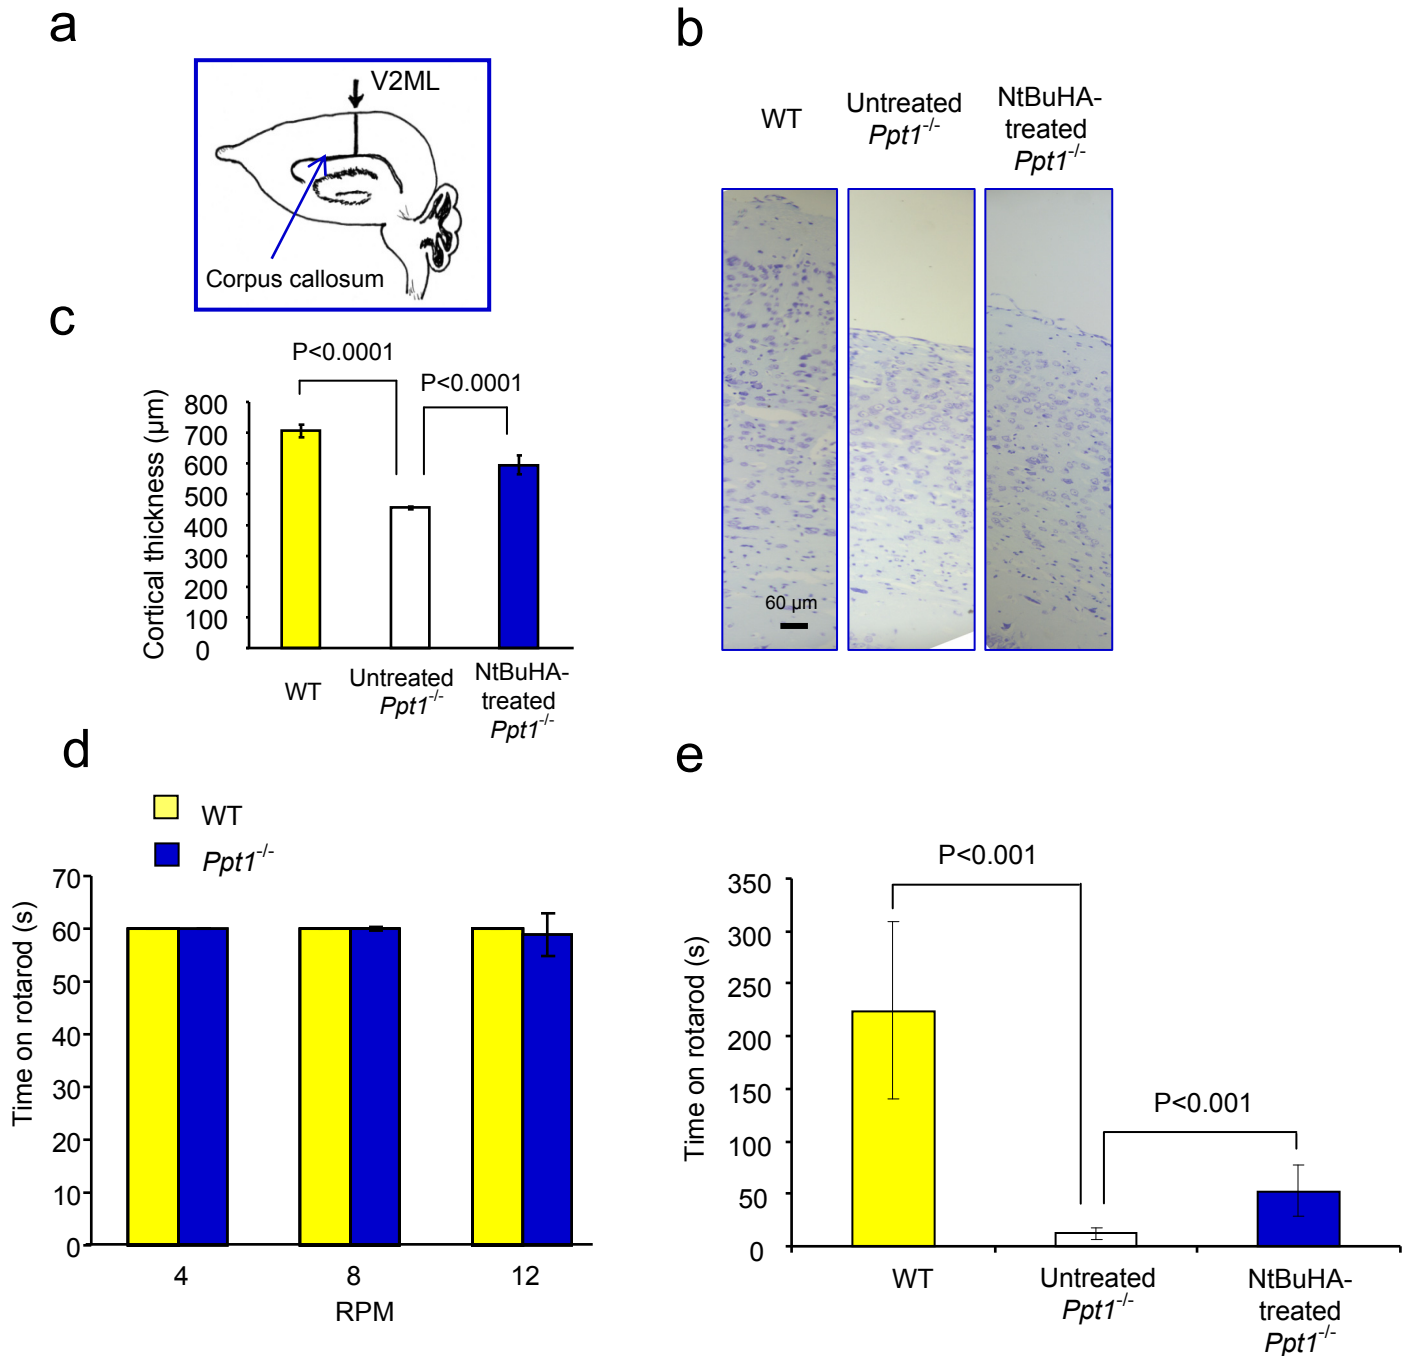 a
V2ML
Corpus callosum
b
WT
Untreated
Ppt1-/-
NtBuHA-
treated
Ppt1-/-
60 µm
c
P<0.0001
P<0.0001
Cortical thickness (µm)
800
700
600
500
400
300
200
100
0
WT
Untreated
Ppt1-/-
NtBuHA-
treated
Ppt1-/-
d
WT
Ppt1-/-
Time on rotarod (s)
70
60
50
40
30
20
10
0
4 8 12
RPM
e
P<0.001
P<0.001
Time on rotarod (s)
350
300
250
200
150
100
50
0
WT
Untreated
Ppt1-/-
NtBuHA-
treated
Ppt1-/-